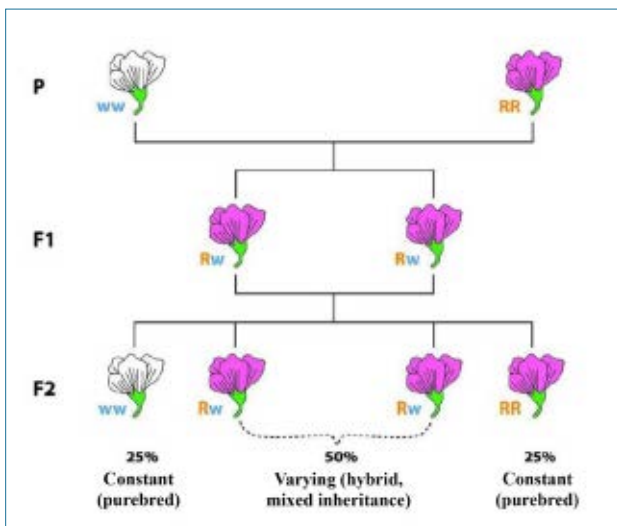 P
ww RR
F1
Rw Rw
F2
ww Rw Rw RR
25% 50% 25%
Constant Varying (hybrid, Constant
(purebred) mixed inheritance) (purebred)